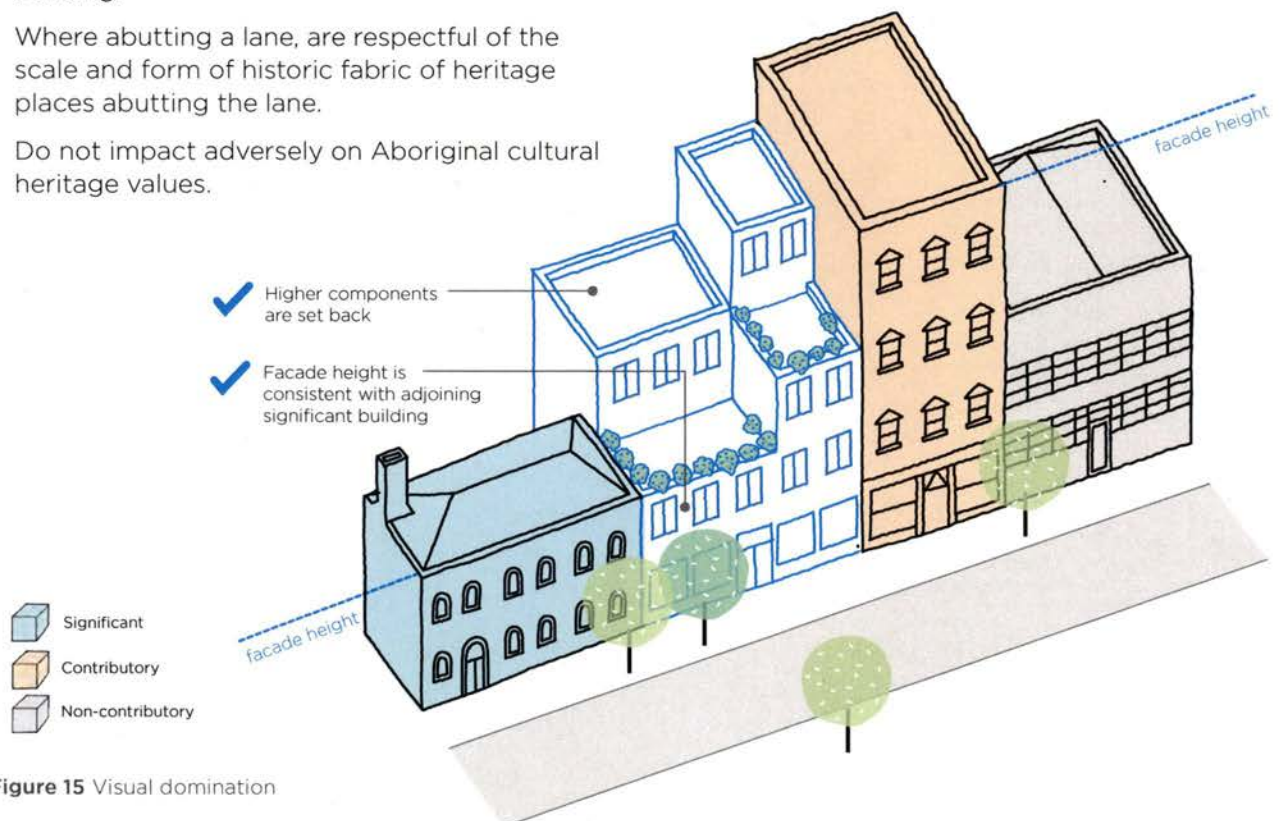 Where abutting a lane, are respectful of the
scale and form of historic fabric of heritage
places abutting the lane.
Do not impact adversely on Aboriginal cultural
heritage values.
facade height
Higher components
are set back
Facade height is
consistent with adjoining
significant building
facade height
Significant
Contributory
Non-contributory
Figure 15 Visual domination